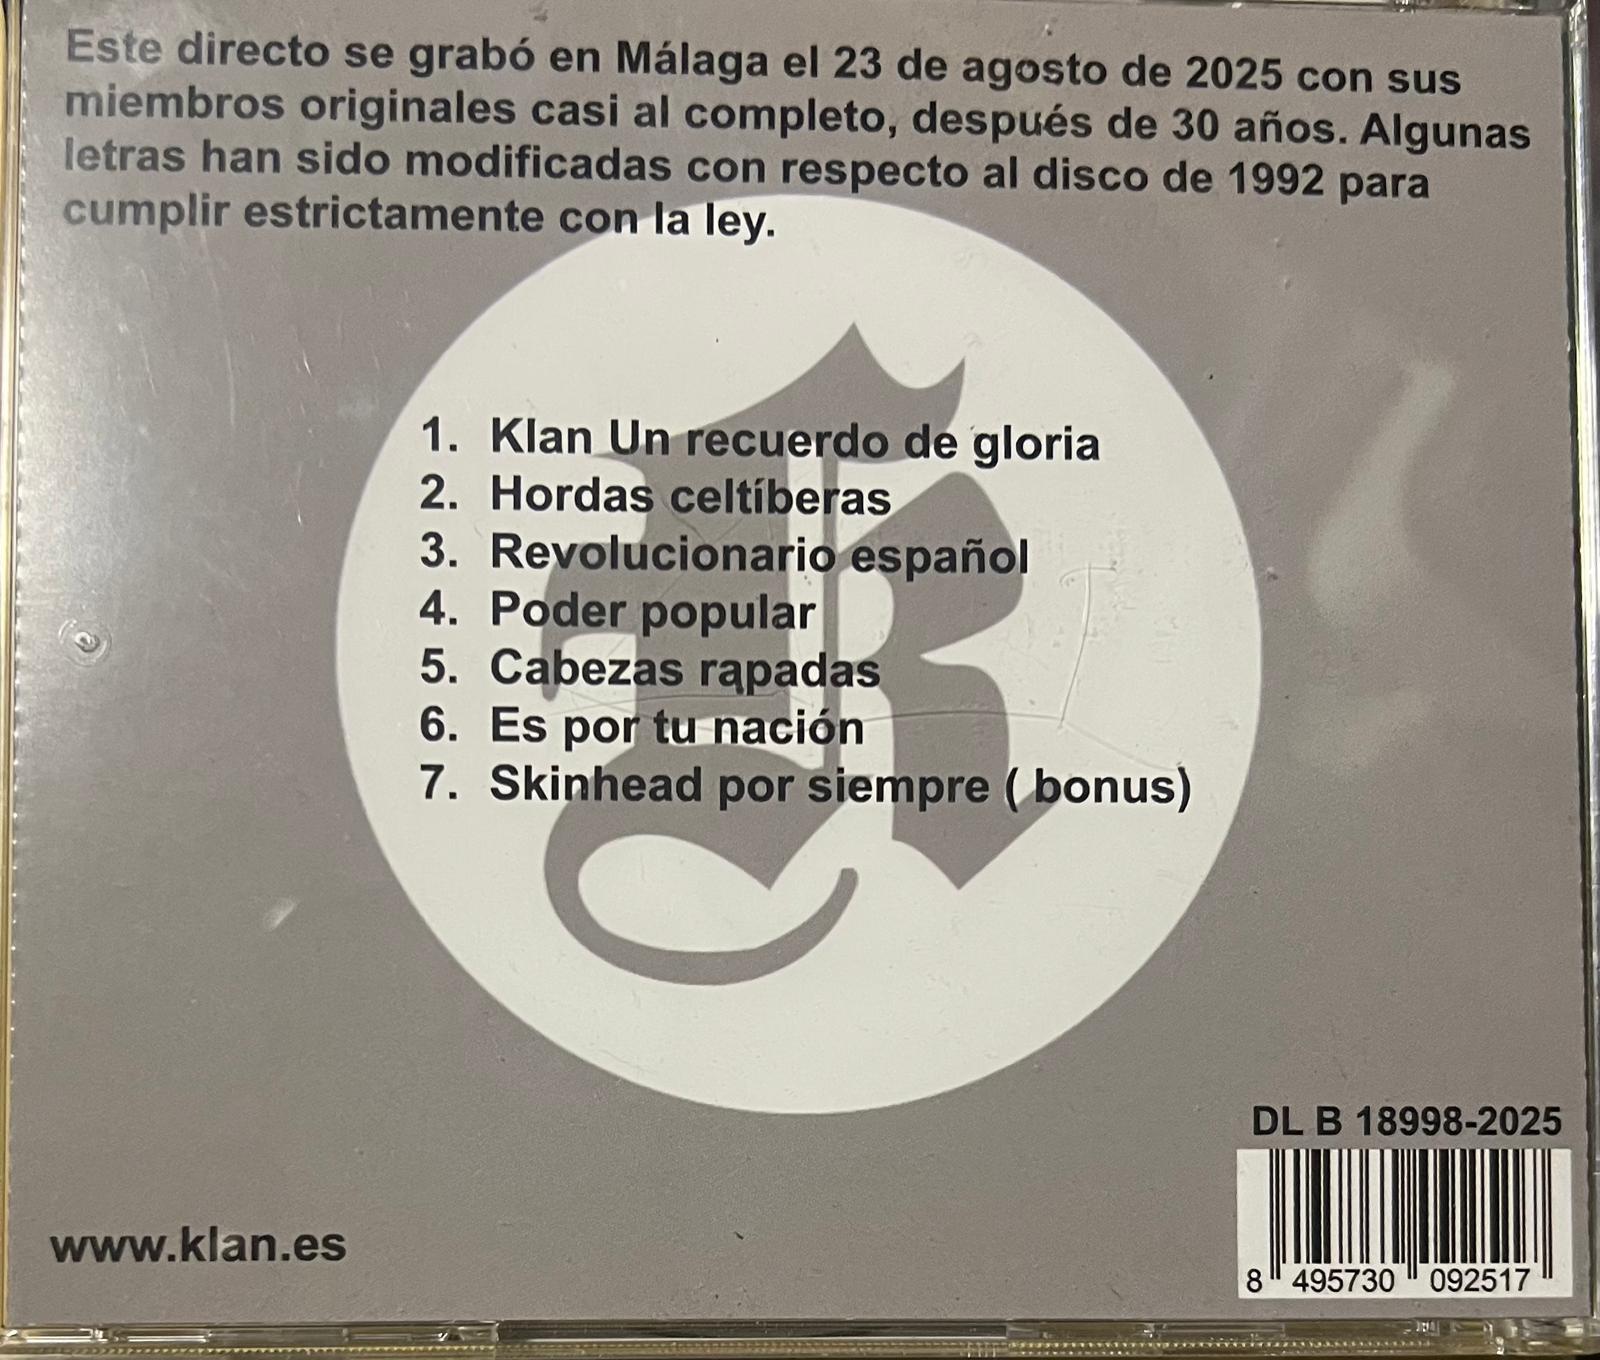 Este directo se grabó en Málaga el 23 de agosto de 2025 con sus
miembros originales casi al completo, después de 30 años. Algunas
letras han sido modificadas con respecto al disco de 1992 para
cumplir estrictamente con la ley.
1. Klan Un recuerdo de gloria
2. Hordas celtíberas
3. Revolucionario español
4. Poder popular
5. Cabezas rapadas
6. Es por tu nación
7. Skinhead por siempre ( bonus)
DL B 18998-2025
www.klan.es
8 495730 092517